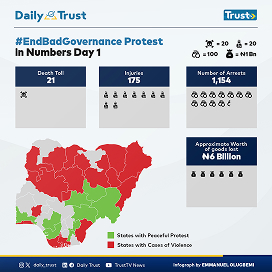 Daily Trust
Trust
#EndBadGovernance Protest
In Numbers Day 1
= 20
= 20
= 100
= ₦1Bn
Death Toll
21
Injuries
175
Number of Arrests
1,154
Approximate Worth
of goods lost
₦6 Billion
States with Peaceful Protest
States with Cases of Violence
daily_trust
Daily Trust
TrustTV News
Infograph by EMMANUEL OLUGBEMI